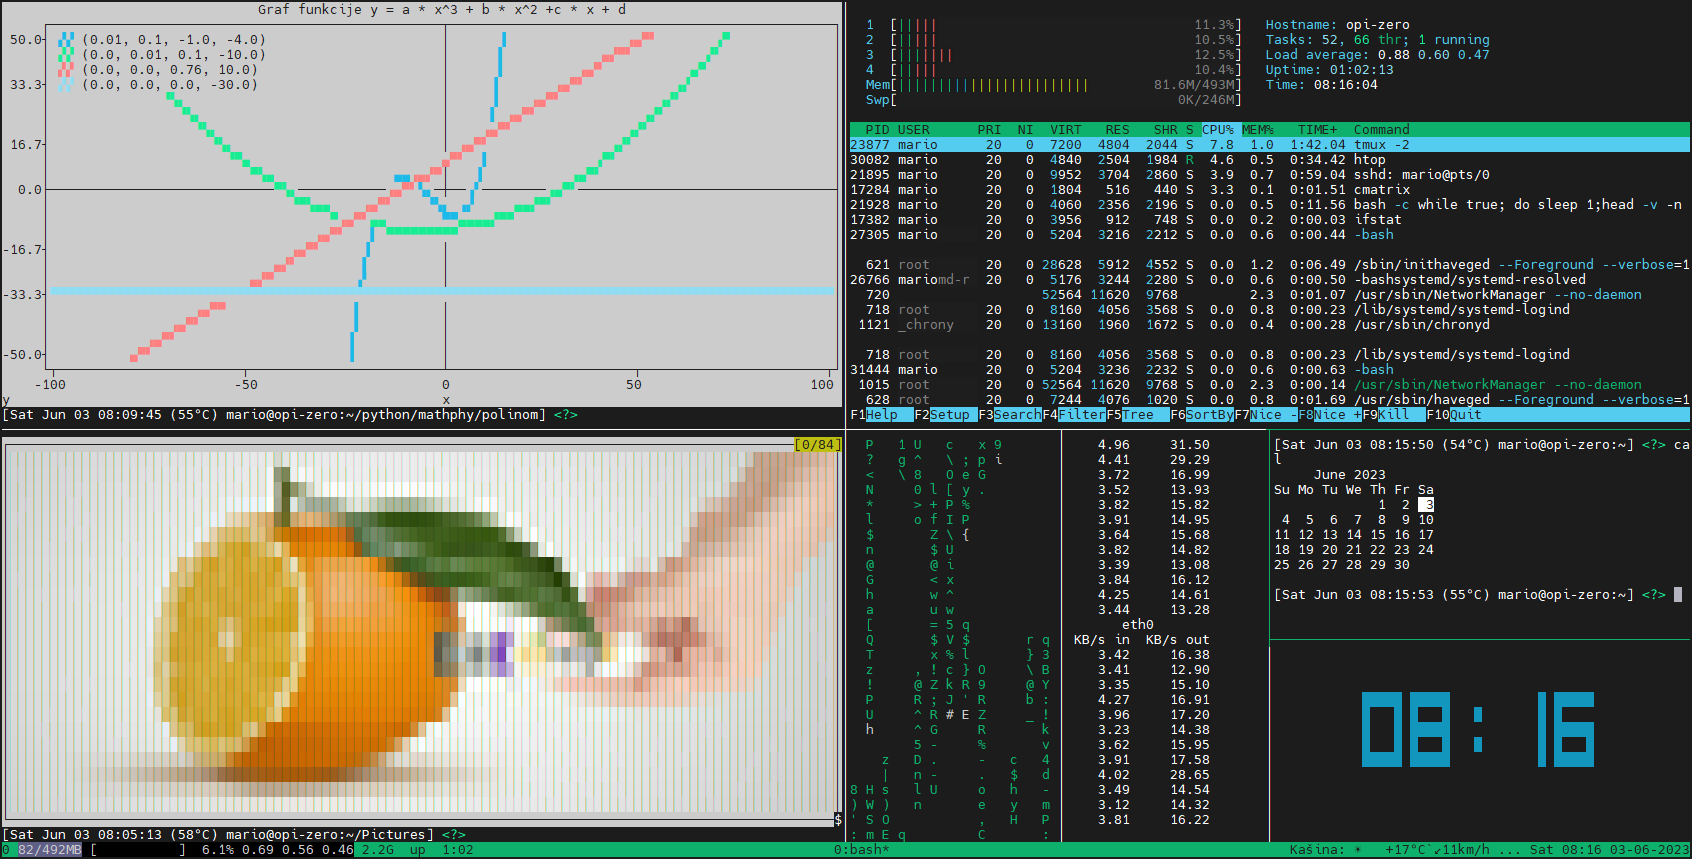 Graf funkcije y = a * x^3 + b * x^2 +c * x + d
50.0
33.3
16.7
0.0
-16.7
-33.3
-50.0
(0.01, 0.1, -1.0, -4.0)
(0.0, 0.01, 0.1, -10.0)
(0.0, 0.0, 0.76, 10.0)
(0.0, 0.0, 0.0, -30.0)
-100 -50 0 50 100
y x
[Sat Jun 03 08:09:45 (55°C) mario@opi-zero:~/python/mathphy/polinom] <?>
1 [||||| 11.3%] Hostname: opi-zero
2 [||||| 10.5%] Tasks: 52, 66 thr; 1 running
3 [||||||| 12.5%] Load average: 0.88 0.60 0.47
4 [||||| 10.4%] Uptime: 01:02:13
Mem[|||||||||||||||||||||||| 81.6M/493M] Time: 08:16:04
Swp[ 0K/246M]
PID USER PRI NI VIRT RES SHR S CPU% MEM% TIME+ Command
23877 mario 20 0 7200 4804 2044 S 7.8 1.0 1:42.04 tmux -2
30082 mario 20 0 4840 2504 1984 R 4.6 0.5 0:34.42 htop
21895 mario 20 0 9952 3704 2860 S 3.9 0.7 0:59.04 sshd: mario@pts/0
17284 mario 20 0 1804 516 440 S 3.3 0.1 0:01.51 cmatrix
21928 mario 20 0 4060 2356 2196 S 0.0 0.5 0:11.56 bash -c while true; do sleep 1;head -v -n
17382 mario 20 0 3956 912 748 S 0.0 0.2 0:00.03 ifstat
27305 mario 20 0 5204 3216 2212 S 0.0 0.6 0:00.44 -bash
621 root 20 0 28628 5912 4552 S 0.0 1.2 0:06.49 /sbin/inithaveged --Foreground --verbose=1
26766 mariomd-r 20 0 5176 3244 2280 S 0.0 0.6 0:00.50 -bashsystemd/systemd-resolved
720 52564 11620 9768 2.3 0:01.07 /usr/sbin/NetworkManager --no-daemon
718 root 20 0 8160 4056 3568 S 0.0 0.8 0:00.23 /lib/systemd/systemd-logind
1121 _chrony 20 0 13160 1960 1672 S 0.0 0.4 0:00.28 /usr/sbin/chronyd
718 root 20 0 8160 4056 3568 S 0.0 0.8 0:00.23 /lib/systemd/systemd-logind
31444 mario 20 0 5204 3236 2232 S 0.0 0.6 0:00.63 -bash
1015 root 20 0 52564 11620 9768 S 0.0 2.3 0:00.14 /usr/sbin/NetworkManager --no-daemon
628 root 20 0 7244 4076 1020 S 0.0 0.8 0:01.69 /usr/sbin/haveged --Foreground --verbose=1
F1Help F2Setup F3SearchF4FilterF5Tree F6SortByF7Nice -F8Nice +F9Kill F10Quit
[0/84]
$
[Sat Jun 03 08:05:13 (58°C) mario@opi-zero:~/Pictures] <?>
P 1 U c x 9
? g ^ \ ; p i
< \ 8 O e G
N 0 l [ y .
* > + P %
l o f I P
$ Z \ {
n $ U
@ @ i
G < x
h w ^
a u w
[ = 5 q
Q $ V $ r q
T x % l } 3
z , ! c } O \ B
! @ Z k R 9 @ Y
P R ; J ' R b :
U ^ R # E Z _ !
h ^ G R k
5 - % v
z D . - c 4
| n - . $ d
8 H s l U o h -
) W ) n e y m
' S O , H P
: m E q C :
4.96 31.50
4.41 29.29
3.72 16.99
3.52 13.93
3.82 15.82
3.91 14.95
3.64 15.68
3.82 14.82
3.39 13.08
3.84 16.12
4.25 14.61
3.44 13.28
eth0
KB/s in KB/s out
3.42 16.38
3.41 12.90
3.35 15.10
4.27 16.91
3.96 17.20
3.23 14.38
3.62 15.95
3.91 17.58
4.02 28.65
3.49 14.54
3.12 14.32
3.81 16.22
[Sat Jun 03 08:15:50 (54°C) mario@opi-zero:~] <?> ca
l
June 2023
Su Mo Tu We Th Fr Sa
1 2 3
4 5 6 7 8 9 10
11 12 13 14 15 16 17
18 19 20 21 22 23 24
25 26 27 28 29 30
[Sat Jun 03 08:15:53 (55°C) mario@opi-zero:~] <?>
08:16
0 82/492MB [ ] 6.1% 0.69 0.56 0.46 2.2G up 1:02 0:bash* Kašina: ☀ +17°C ↙11km/h ... Sat 08:16 03-06-2023